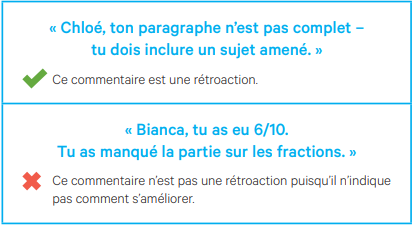 « Chloé, ton paragraphe n’est pas complet –
tu dois inclure un sujet amené. »
Ce commentaire est une rétroaction.
« Bianca, tu as eu 6/10.
Tu as manqué la partie sur les fractions. »
Ce commentaire n’est pas une rétroaction puisqu’il n’indique
pas comment s’améliorer.